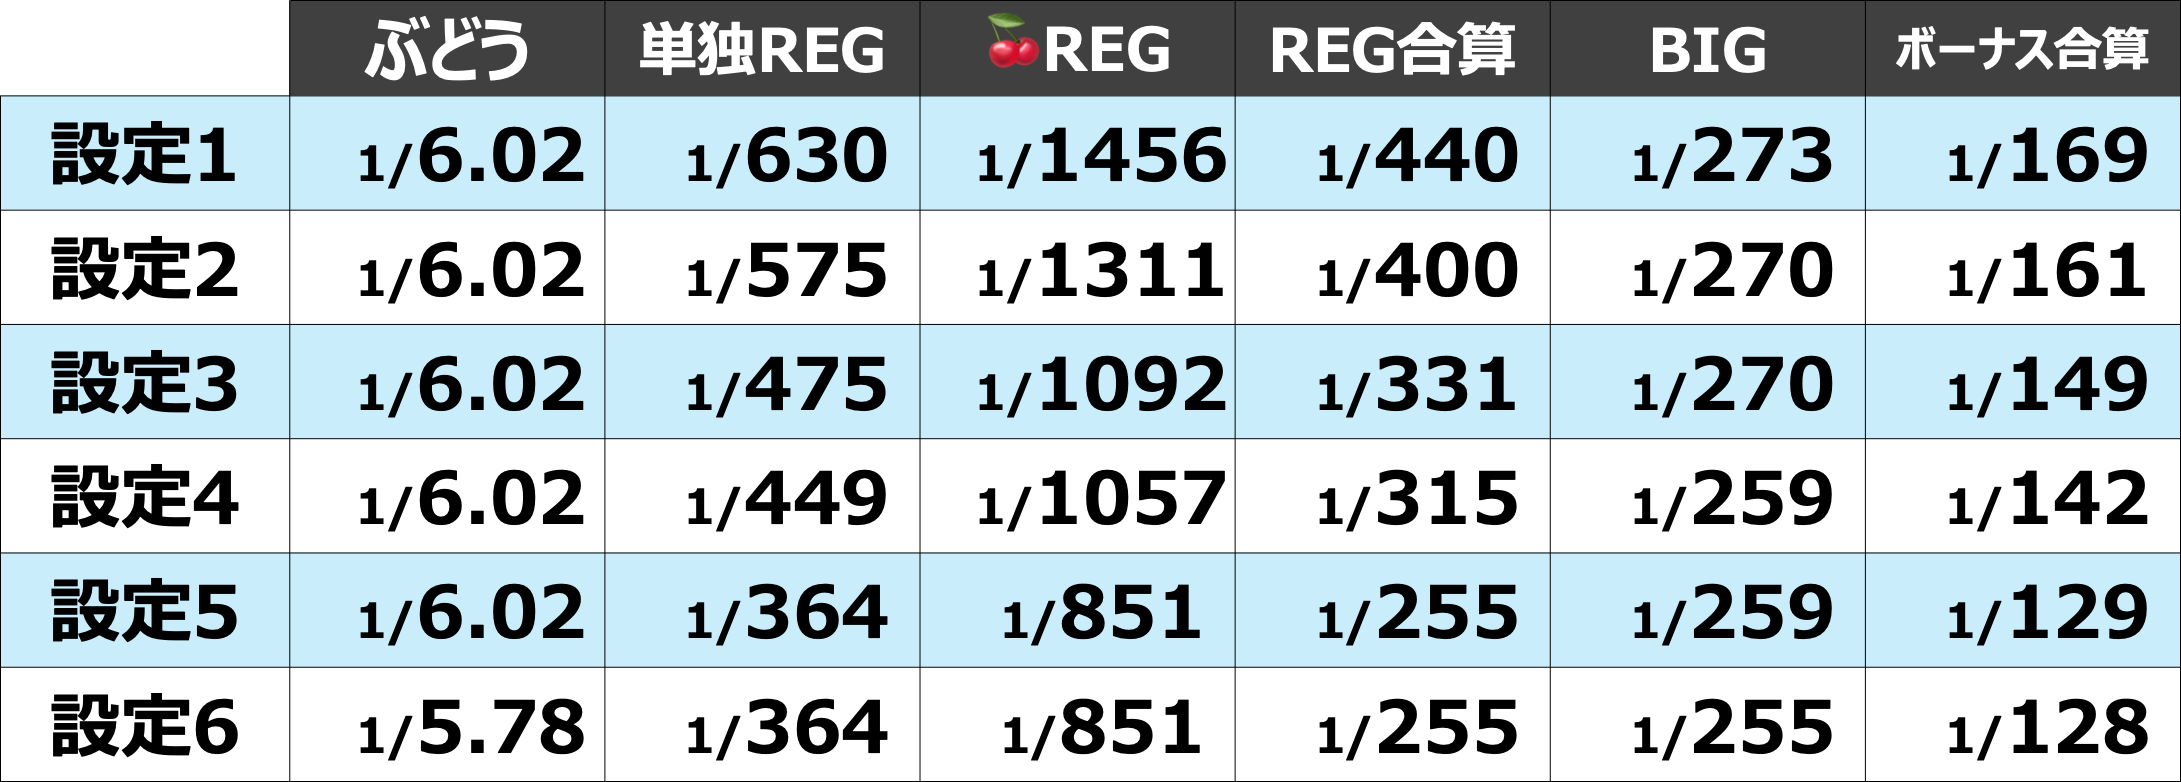 ぶどう 単独REG 🍒REG REG合算 BIG ボーナス合算
設定1 1/6.02 1/630 1/1456 1/440 1/273 1/169
設定2 1/6.02 1/575 1/1311 1/400 1/270 1/161
設定3 1/6.02 1/475 1/1092 1/331 1/270 1/149
設定4 1/6.02 1/449 1/1057 1/315 1/259 1/142
設定5 1/6.02 1/364 1/851 1/255 1/259 1/129
設定6 1/5.78 1/364 1/851 1/255 1/255 1/128